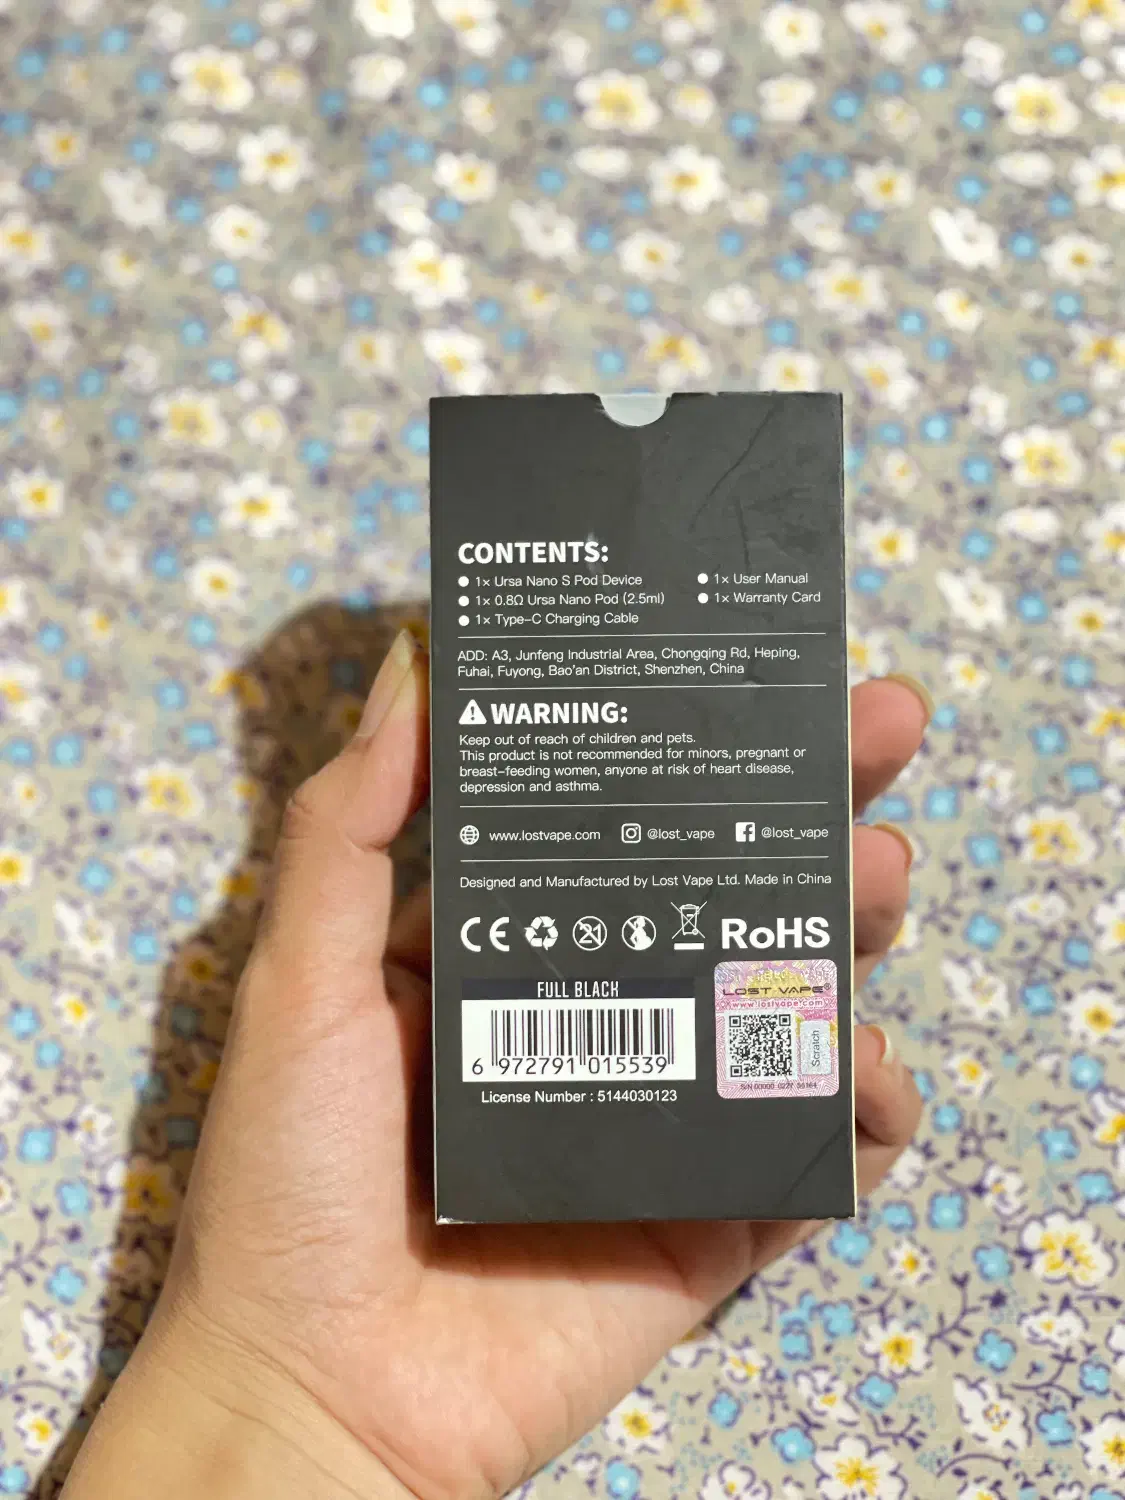 CONTENTS:
1x Ursa Nano S Pod Device
1x User Manual
1x 0.8Ω Ursa Nano Pod (2.5ml)
1x Warranty Card
1x Type-C Charging Cable
ADD: A3, Junfeng Industrial Area, Chongqing Rd, Heping,
Fuhai, Fuyong, Bao'an District, Shenzhen, China
WARNING:
Keep out of reach of children and pets.
This product is not recommended for minors, pregnant or
breast-feeding women, anyone at risk of heart disease,
depression and asthma.
www.lostvape.com @lost_vape @lost_vape
Designed and Manufactured by Lost Vape Ltd. Made in China
CE 21 RoHS
FULL BLACK
6 972791 015539
License Number : 5144030123
LOST VAPE®
www.lostvape.com
Scratch